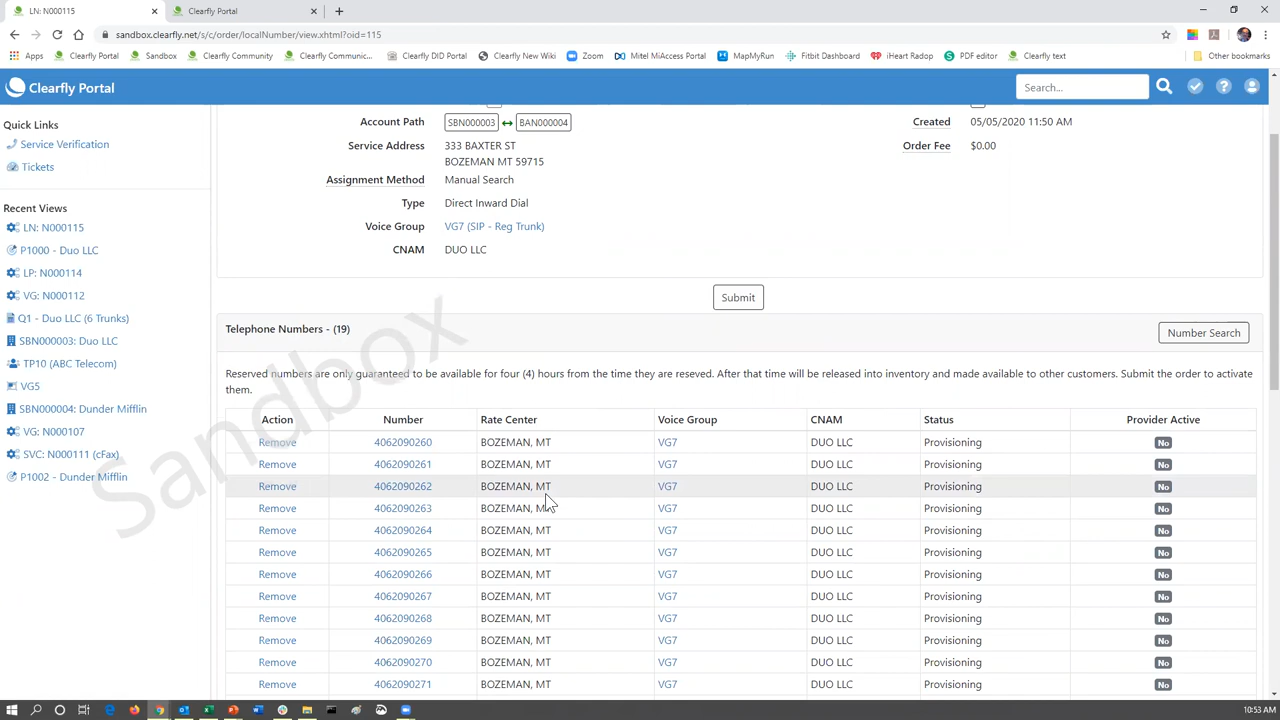 LN: N000115
Clearfly Portal
sandbox.clearfly.net/s/c/order/localNumber/view.xhtml?oid=115
Apps
Clearfly Portal
Sandbox
Clearfly Community
Clearfly Communic...
Clearfly DID Portal
Clearfly New Wiki
Zoom
Mitel MiAccess Portal
MapMyRun
Fitbit Dashboard
iHeart Radop
PDF editor
Clearfly text
Other bookmarks
Clearfly Portal
Search...
Quick Links
Service Verification
Tickets
Recent Views
LN: N000115
P1000 - Duo LLC
LP: N000114
VG: N000112
Q1 - Duo LLC (6 Trunks)
SBN000003: Duo LLC
TP10 (ABC Telecom)
VG5
SBN000004: Dunder Mifflin
VG: N000107
SVC: N000111 (cFax)
P1002 - Dunder Mifflin
Account Path SBN000003 BAN000004
Created 05/05/2020 11:50 AM
Service Address 333 BAXTER ST
BOZEMAN MT 59715
Order Fee $0.00
Assignment Method Manual Search
Type Direct Inward Dial
Voice Group VG7 (SIP - Reg Trunk)
CNAM DUO LLC
Submit
Telephone Numbers - (19)
Number Search
Reserved numbers are only guaranteed to be available for four (4) hours from the time they are reseved. After that time will be released into inventory and made available to other customers. Submit the order to activate
them.
Action Number Rate Center Voice Group CNAM Status Provider Active
Remove 4062090260 BOZEMAN, MT VG7 DUO LLC Provisioning No
Remove 4062090261 BOZEMAN, MT VG7 DUO LLC Provisioning No
Remove 4062090262 BOZEMAN, MT VG7 DUO LLC Provisioning No
Remove 4062090263 BOZEMAN, MT VG7 DUO LLC Provisioning No
Remove 4062090264 BOZEMAN, MT VG7 DUO LLC Provisioning No
Remove 4062090265 BOZEMAN, MT VG7 DUO LLC Provisioning No
Remove 4062090266 BOZEMAN, MT VG7 DUO LLC Provisioning No
Remove 4062090267 BOZEMAN, MT VG7 DUO LLC Provisioning No
Remove 4062090268 BOZEMAN, MT VG7 DUO LLC Provisioning No
Remove 4062090269 BOZEMAN, MT VG7 DUO LLC Provisioning No
Remove 4062090270 BOZEMAN, MT VG7 DUO LLC Provisioning No
Remove 4062090271 BOZEMAN, MT VG7 DUO LLC Provisioning No
Sandbox
10:53 AM